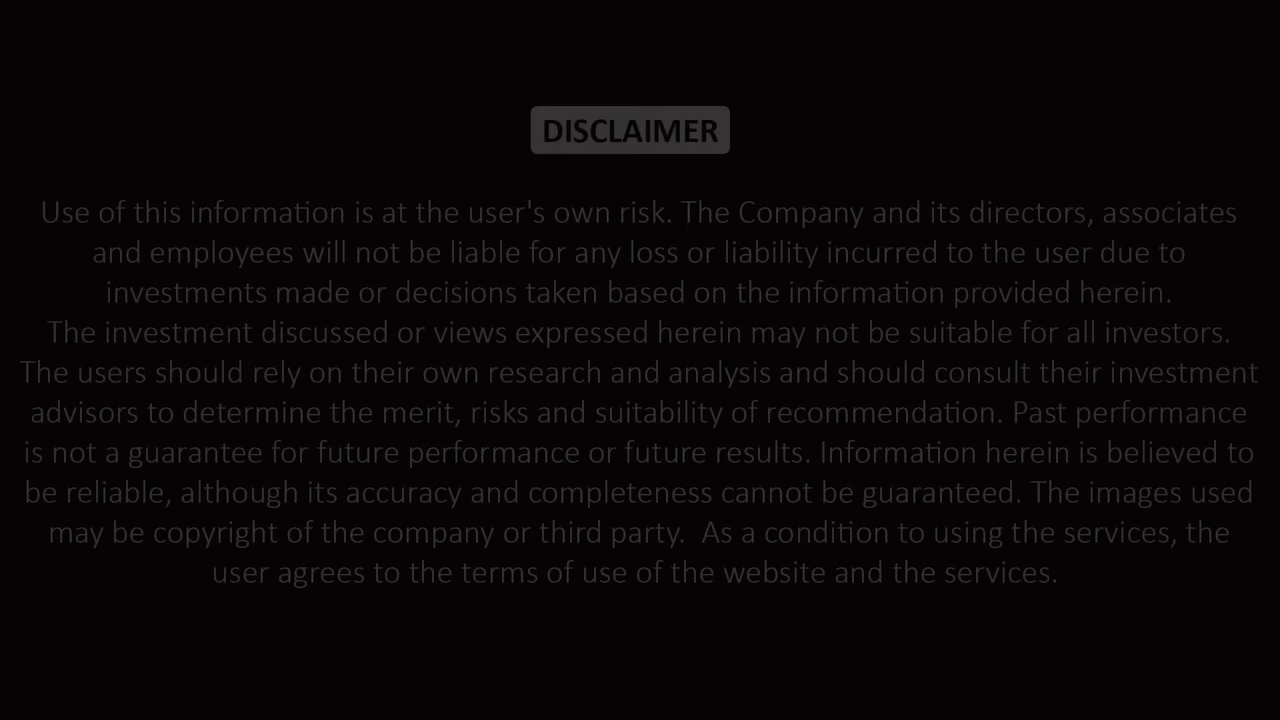 DISCLAIMER
Use of this information is at the user's own risk. The Company and its directors, associates
and employees will not be liable for any loss or liability incurred to the user due to
investments made or decisions taken based on the information provided herein.
The investment discussed or views expressed herein may not be suitable for all investors.
The users should rely on their own research and analysis and should consult their investment
advisors to determine the merit, risks and suitability of recommendation. Past performance
is not a guarantee for future performance or future results. Information herein is believed to
be reliable, although its accuracy and completeness cannot be guaranteed. The images used
may be copyright of the company or third party.  As a condition to using the services, the
user agrees to the terms of use of the website and the services.